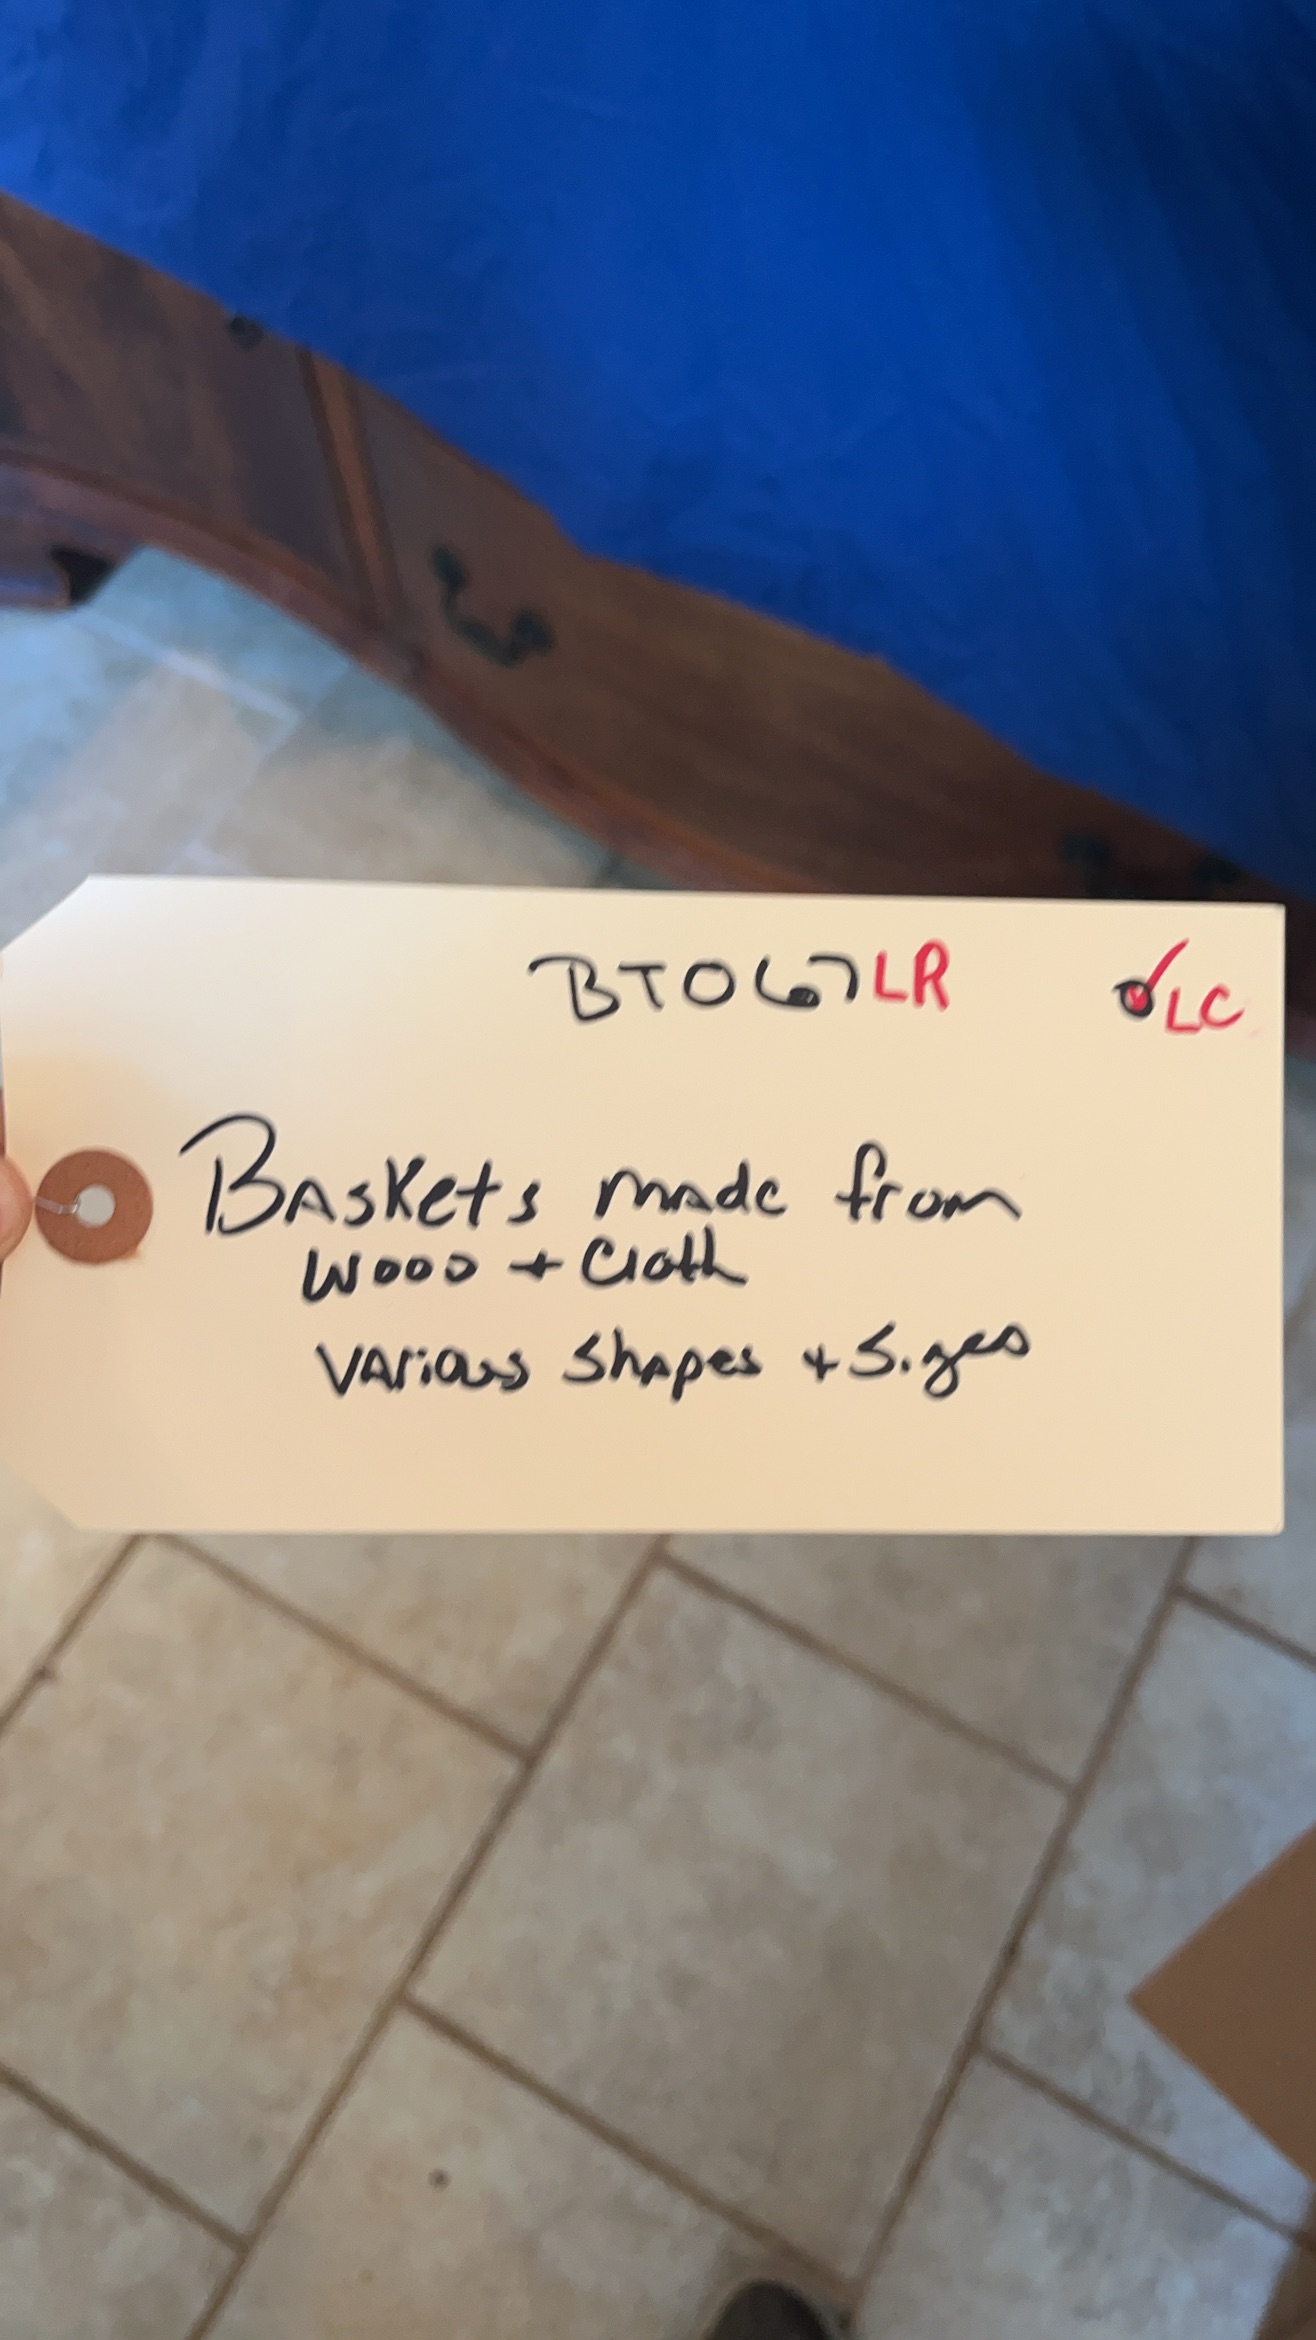 BT067LR ✓LC
Baskets made from
Wood + Cloth
Various Shapes + Sizes